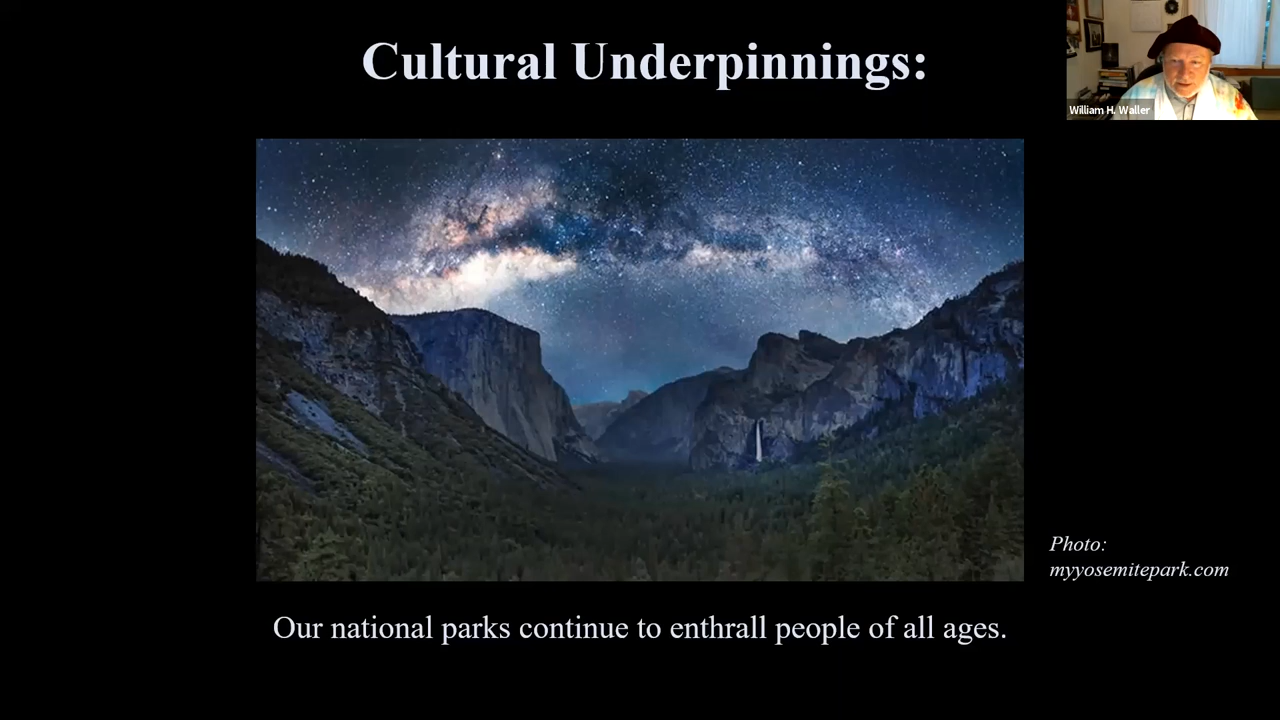 Cultural Underpinnings:
William H. Waller
Photo:
myyosemitepark.com
Our national parks continue to enthrall people of all ages.